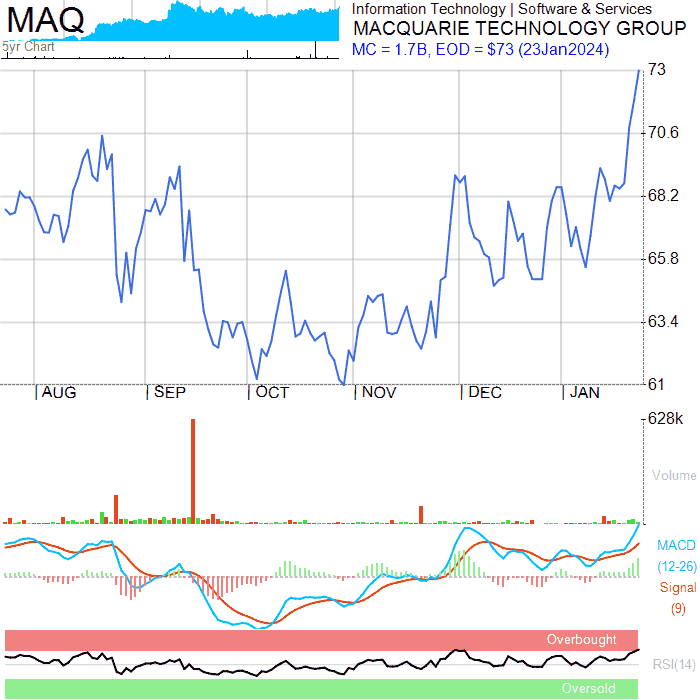 MAQ
5yr Chart
Information Technology | Software & Services
MACQUARIE TECHNOLOGY GROUP
MC = 1.7B, EOD = $73 (23Jan2024)
73
70.6
68.2
65.8
63.4
61
| AUG | SEP | OCT | NOV | DEC | JAN
628k
Volume
MACD
(12-26)
Signal
(9)
Overbought
RSI(14)
Oversold